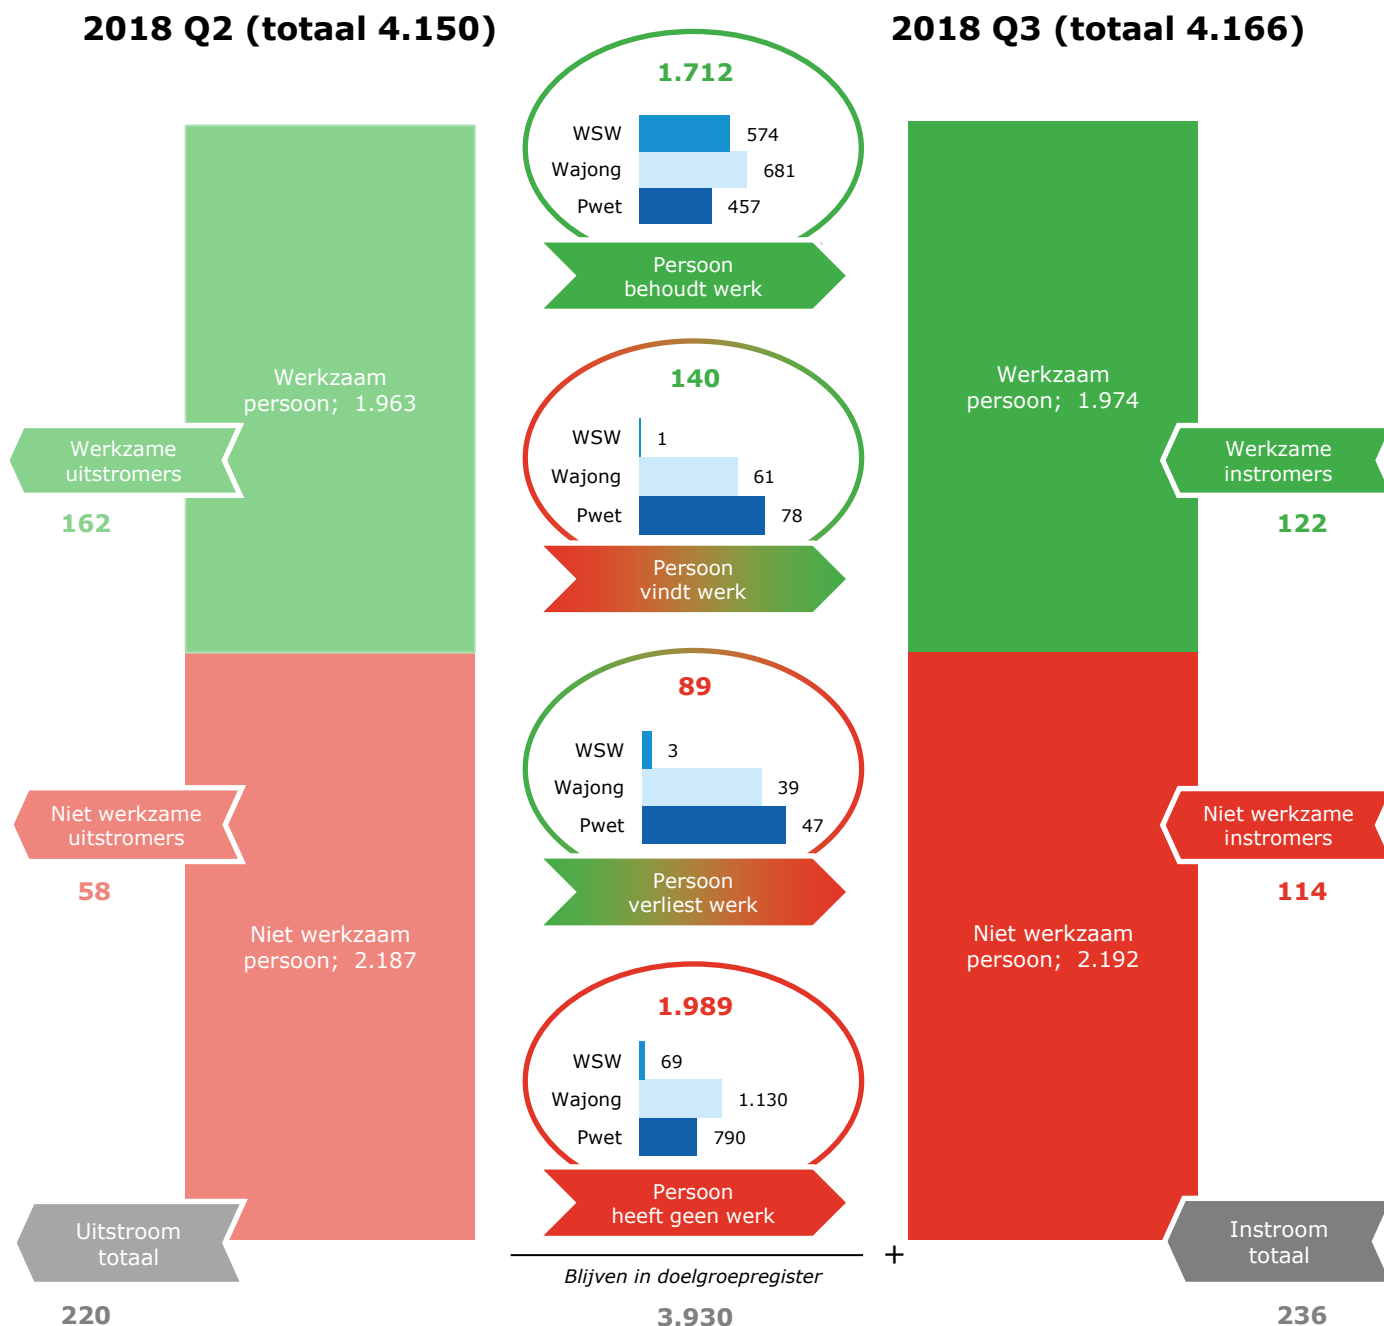 2018 Q2 (totaal 4.150)
2018 Q3 (totaal 4.166)
1.712
WSW 574
Wajong 681
Pwet 457
Persoon
behoudt werk
Werkzaam
persoon; 1.963
Werkzame
uitstromers
162
140
WSW 1
Wajong 61
Pwet 78
Persoon
vindt werk
Werkzaam
persoon; 1.974
Werkzame
instromers
122
89
WSW 3
Wajong 39
Pwet 47
Persoon
verliest werk
Niet werkzame
uitstromers
58
Niet werkzaam
persoon; 2.187
Niet werkzame
instromers
114
Niet werkzaam
persoon; 2.192
1.989
WSW 69
Wajong 1.130
Pwet 790
Persoon
heeft geen werk
Uitstroom
totaal
220
+
Blijven in doelgroepregister
3.930
Instroom
totaal
236